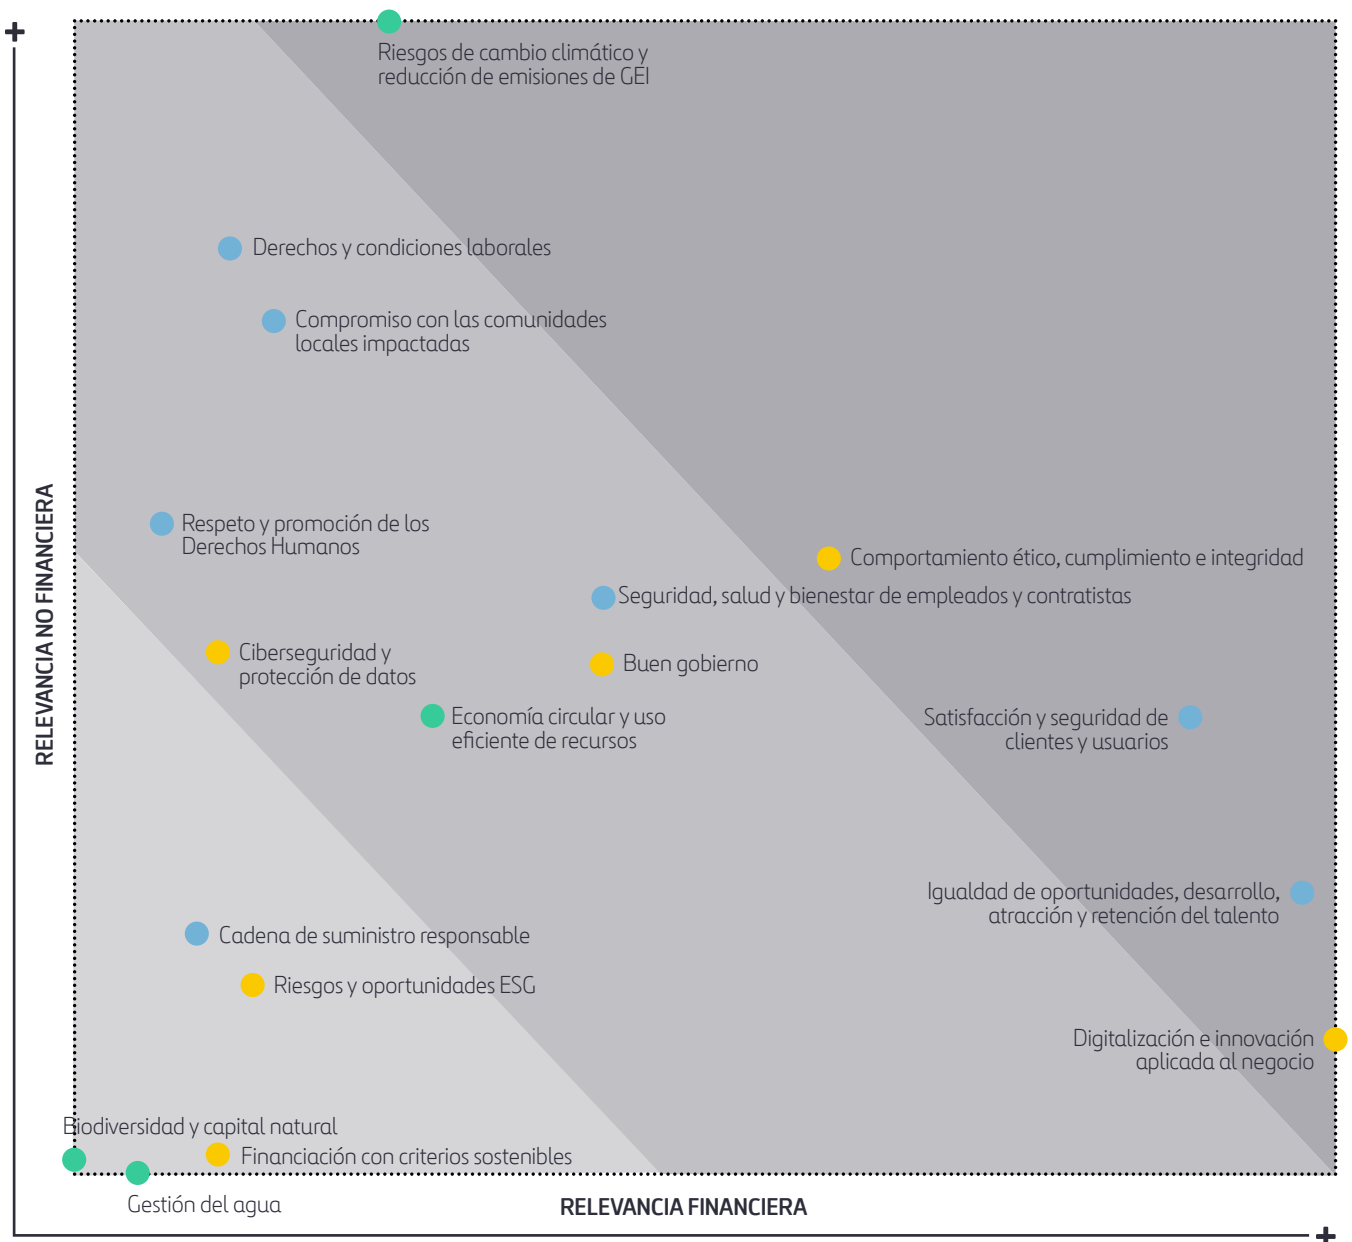 +
Riesgos de cambio climático y
reducción de emisiones de GEI
Derechos y condiciones laborales
Compromiso con las comunidades
locales impactadas
RELEVANCIA NO FINANCIERA
Respeto y promoción de los
Derechos Humanos
Comportamiento ético, cumplimiento e integridad
Seguridad, salud y bienestar de empleados y contratistas
Ciberseguridad y
protección de datos
Buen gobierno
Economía circular y uso
eficiente de recursos
Satisfacción y seguridad de
clientes y usuarios
Igualdad de oportunidades, desarrollo,
atracción y retención del talento
Cadena de suministro responsable
Riesgos y oportunidades ESG
Digitalización e innovación
aplicada al negocio
Biodiversidad y capital natural
Financiación con criterios sostenibles
Gestión del agua
RELEVANCIA FINANCIERA
+